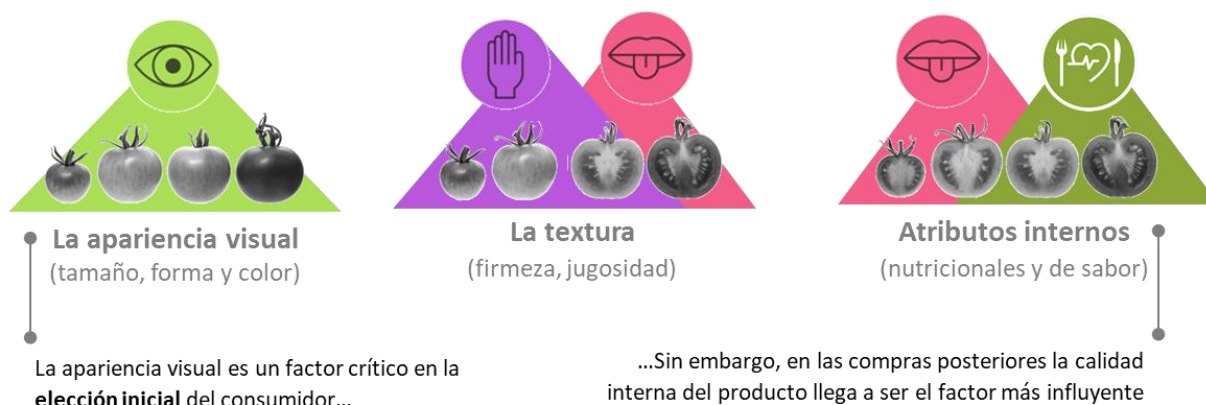 La apariencia visual
(tamaño, forma y color)
La textura
(firmeza, jugosidad)
Atributos internos
(nutricionales y de sabor)
La apariencia visual es un factor crítico en la
elección inicial del consumidor...
...Sin embargo, en las compras posteriores la calidad
interna del producto llega a ser el factor más influyente